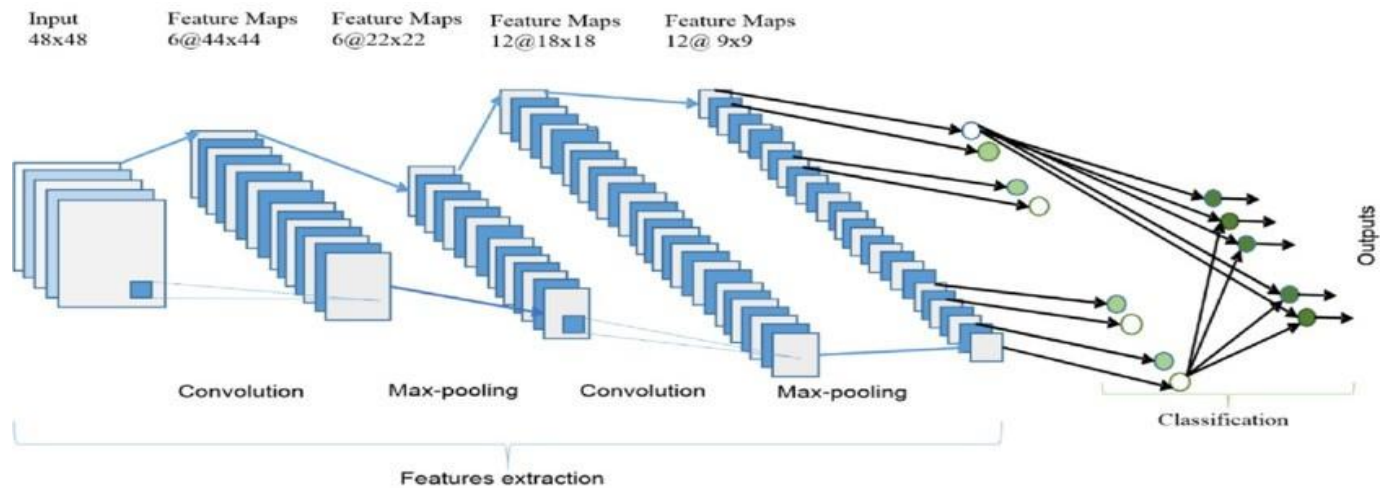 Input
48x48
Feature Maps
6@44x44
Feature Maps
6@22x22
Feature Maps
12@18x18
Feature Maps
12@ 9x9
Outputs
Convolution
Max-pooling
Convolution
Max-pooling
Classification
Features extraction